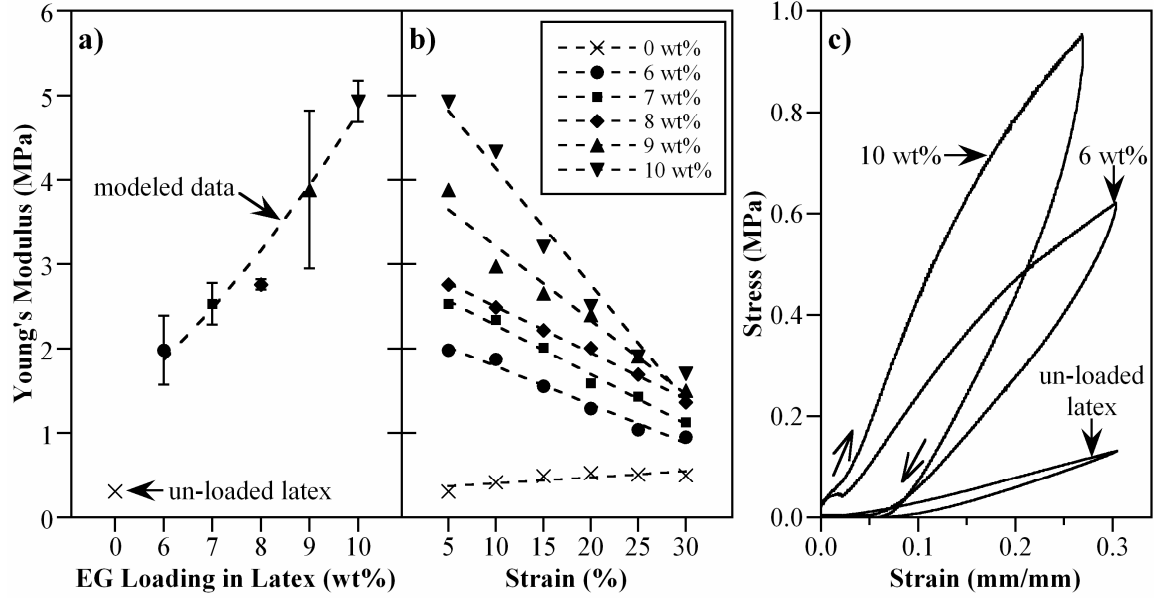 a)
Young's Modulus (MPa)
6
5
4
3
2
1
0
modeled data
un-loaded latex
0
6
7
8
9
10
EG Loading in Latex (wt%)
b)
0 wt%
6 wt%
7 wt%
8 wt%
9 wt%
10 wt%
5
10
15
20
25
30
Strain (%)
c)
Stress (MPa)
1.0
0.8
0.6
0.4
0.2
0.0
10 wt%
6 wt%
un-loaded
latex
0.0
0.1
0.2
0.3
Strain (mm/mm)